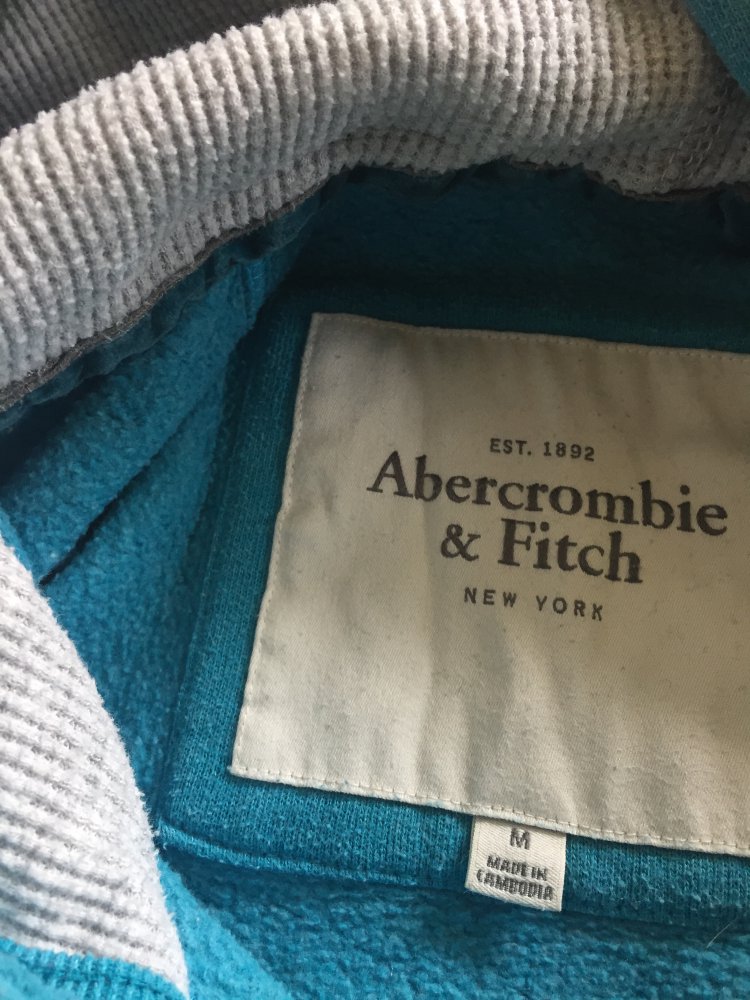 EST. 1892
Abercrombie
& Fitch
NEW YORK
M
MADE IN
CAMBODIA